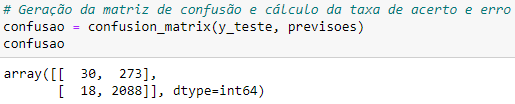 # Geração da matriz de confusão e cálculo da taxa de acerto e erro
confusao = confusion_matrix(y_teste, previsoes)
confusao
array([[ 30, 273],
[ 18, 2088]], dtype=int64)